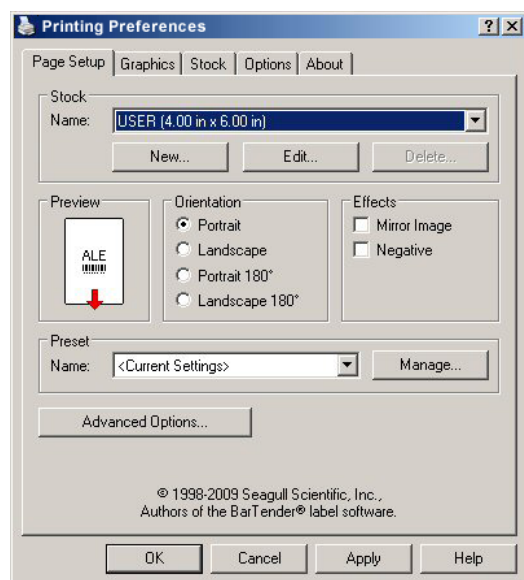 Printing Preferences
Page Setup Graphics Stock Options About
Stock
Name: USER (4.00 in x 6.00 in)
New... Edit... Delete...
Preview Orientation Effects
ALE
Portrait Mirror Image
Landscape Negative
Portrait 180°
Landscape 180°
Preset
Name: <Current Settings> Manage...
Advanced Options...
© 1998-2009 Seagull Scientific, Inc.,
Authors of the BarTender® label software.
OK Cancel Apply Help